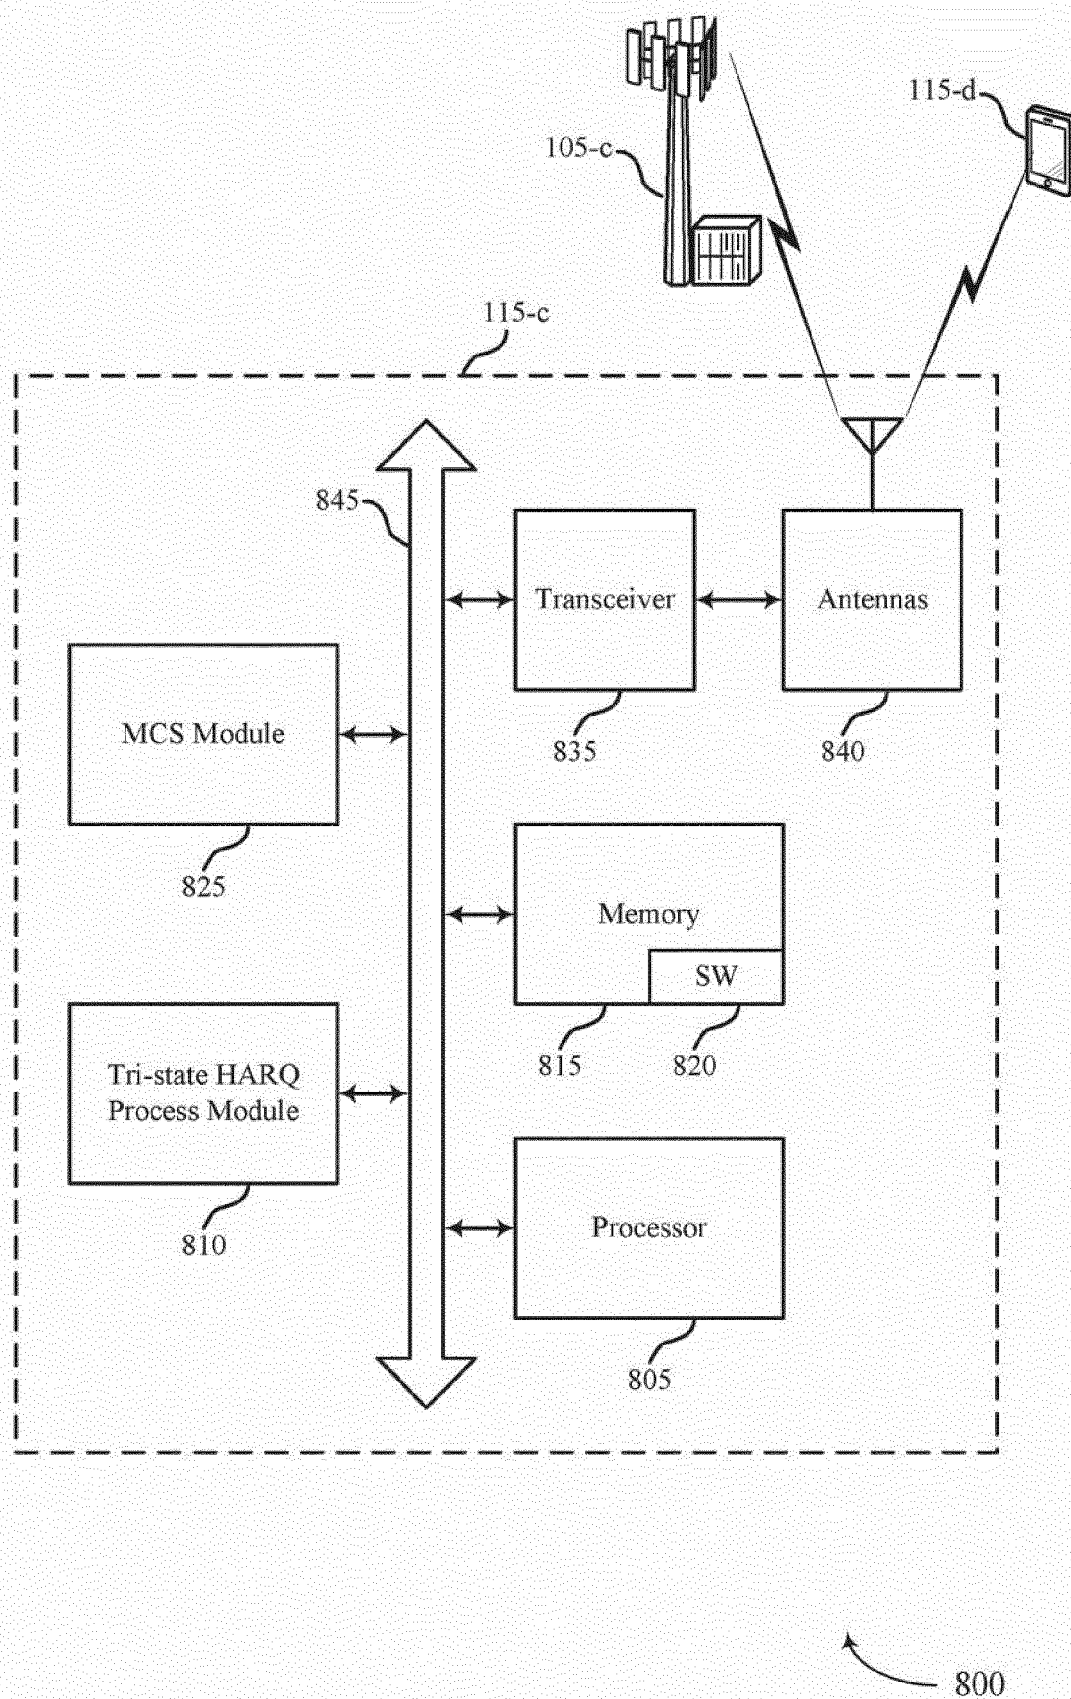 115-d
105-c
115-c
845
Transceiver
Antennas
835
840
MCS Module
825
Memory
SW
815
820
Tri-state HARQ
Process Module
810
Processor
805
800